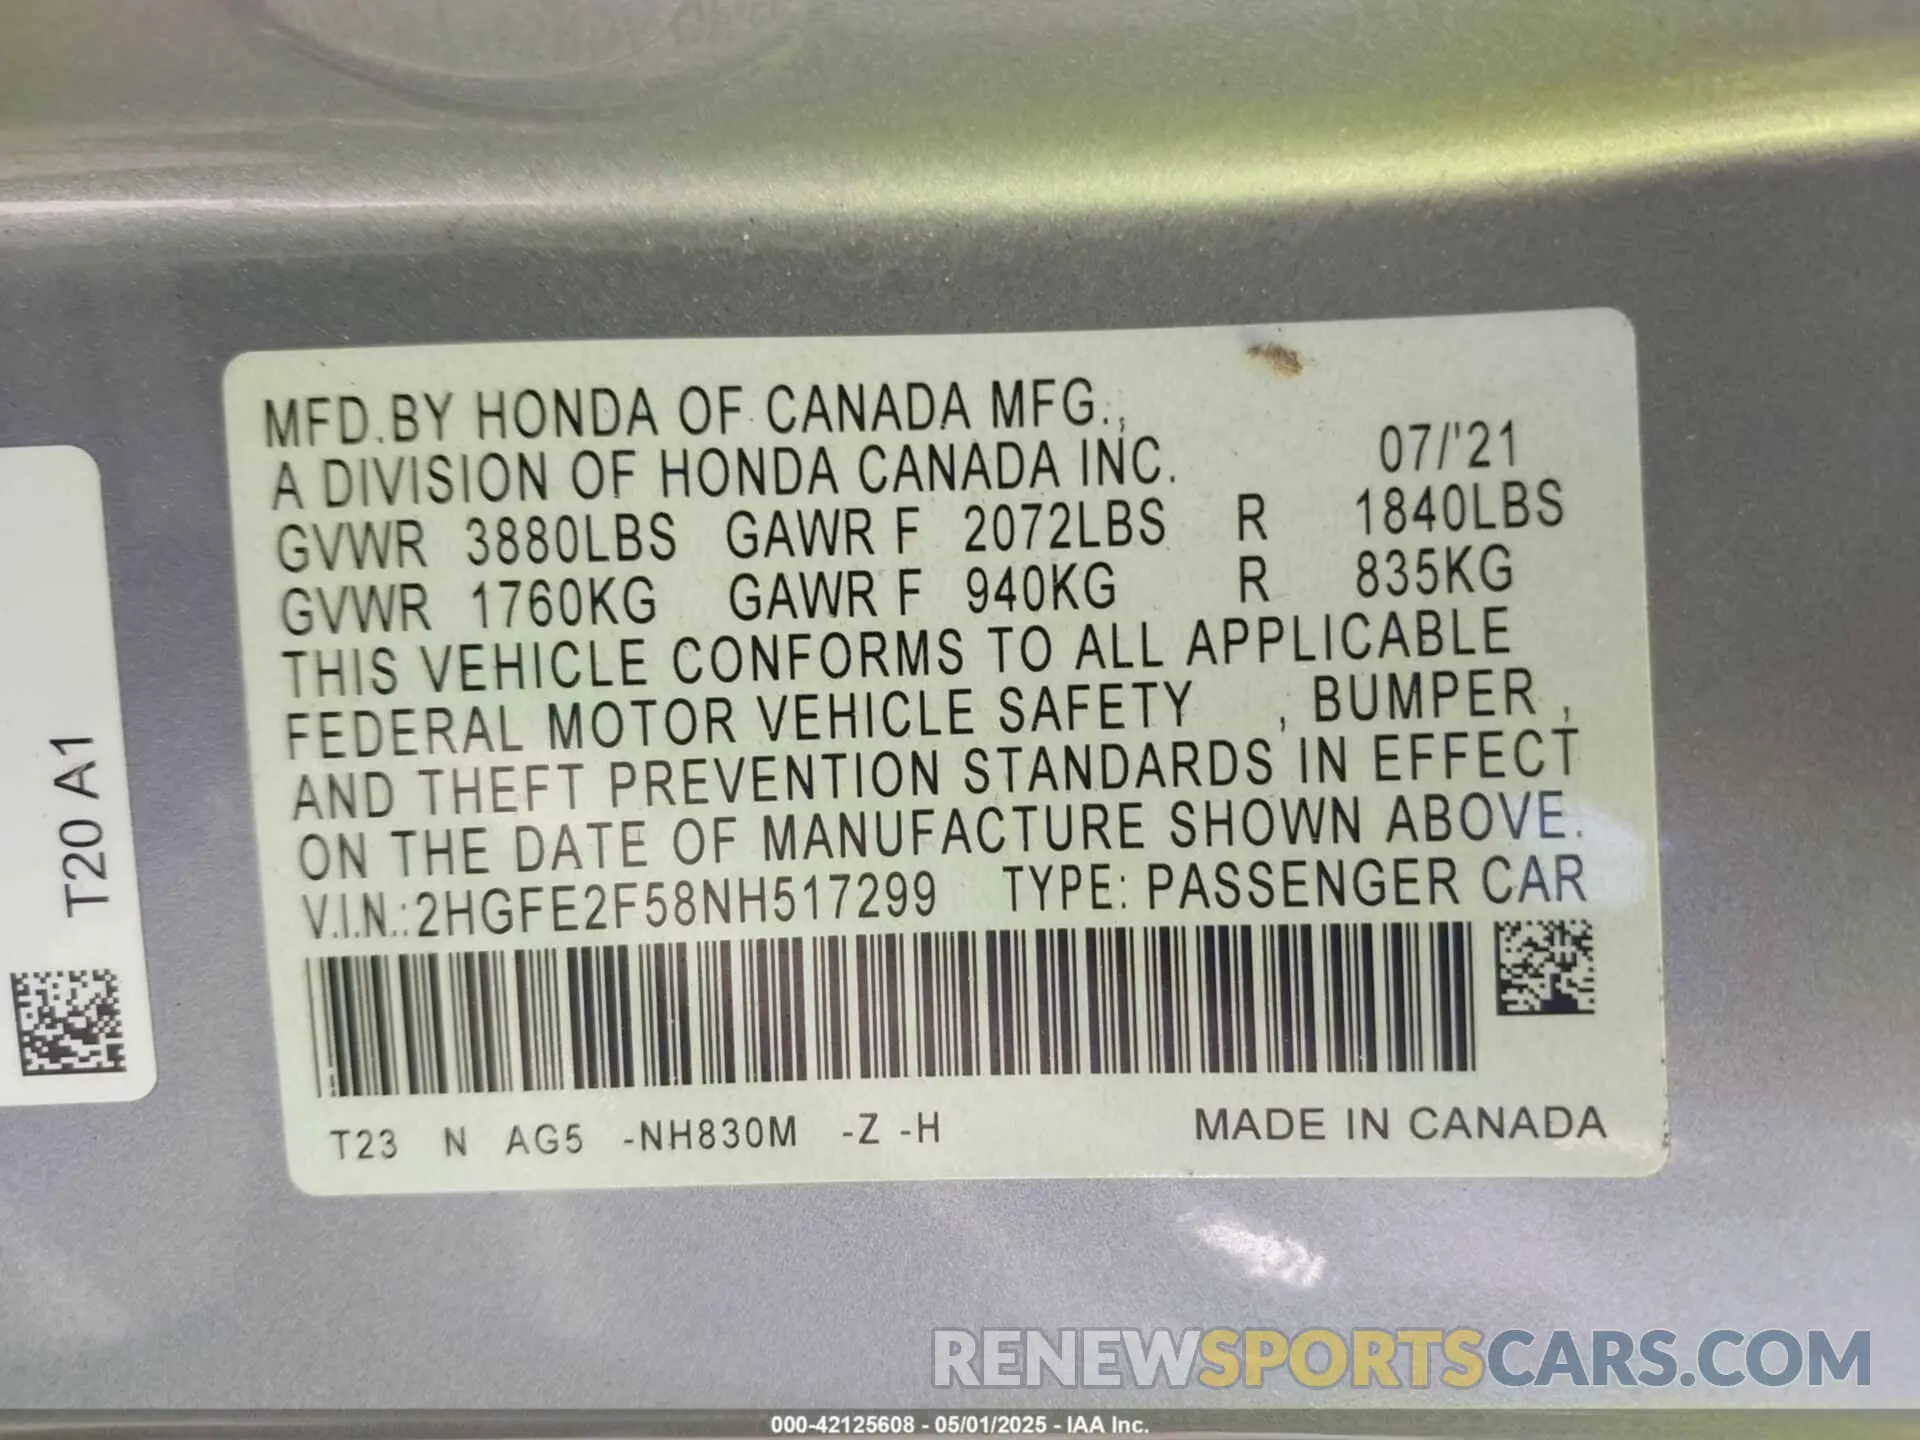 MFD.BY HONDA OF CANADA MFG.,
A DIVISION OF HONDA CANADA INC. 07/'21
GVWR 3880LBS GAWR F 2072LBS R 1840LBS
GVWR 1760KG GAWR F 940KG R 835KG
THIS VEHICLE CONFORMS TO ALL APPLICABLE
FEDERAL MOTOR VEHICLE SAFETY , BUMPER ,
AND THEFT PREVENTION STANDARDS IN EFFECT
ON THE DATE OF MANUFACTURE SHOWN ABOVE.
V.I.N.:2HGFE2F58NH517299 TYPE: PASSENGER CAR
T23 N AG5 -NH830M -Z -H MADE IN CANADA
T20 A1
RENEWSPORTSCARS.COM
000-42125608 - 05/01/2025 - IAA Inc.